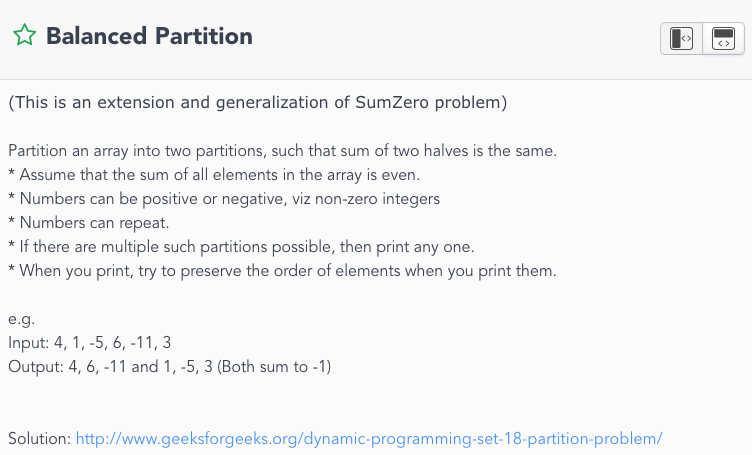 Balanced Partition
(This is an extension and generalization of SumZero problem)
Partition an array into two partitions, such that sum of two halves is the same.
* Assume that the sum of all elements in the array is even.
* Numbers can be positive or negative, viz non-zero integers
* Numbers can repeat.
* If there are multiple such partitions possible, then print any one.
* When you print, try to preserve the order of elements when you print them.
e.g.
Input: 4, 1, -5, 6, -11, 3
Output: 4, 6, -11 and 1, -5, 3 (Both sum to -1)
Solution: http://www.geeksforgeeks.org/dynamic-programming-set-18-partition-problem/